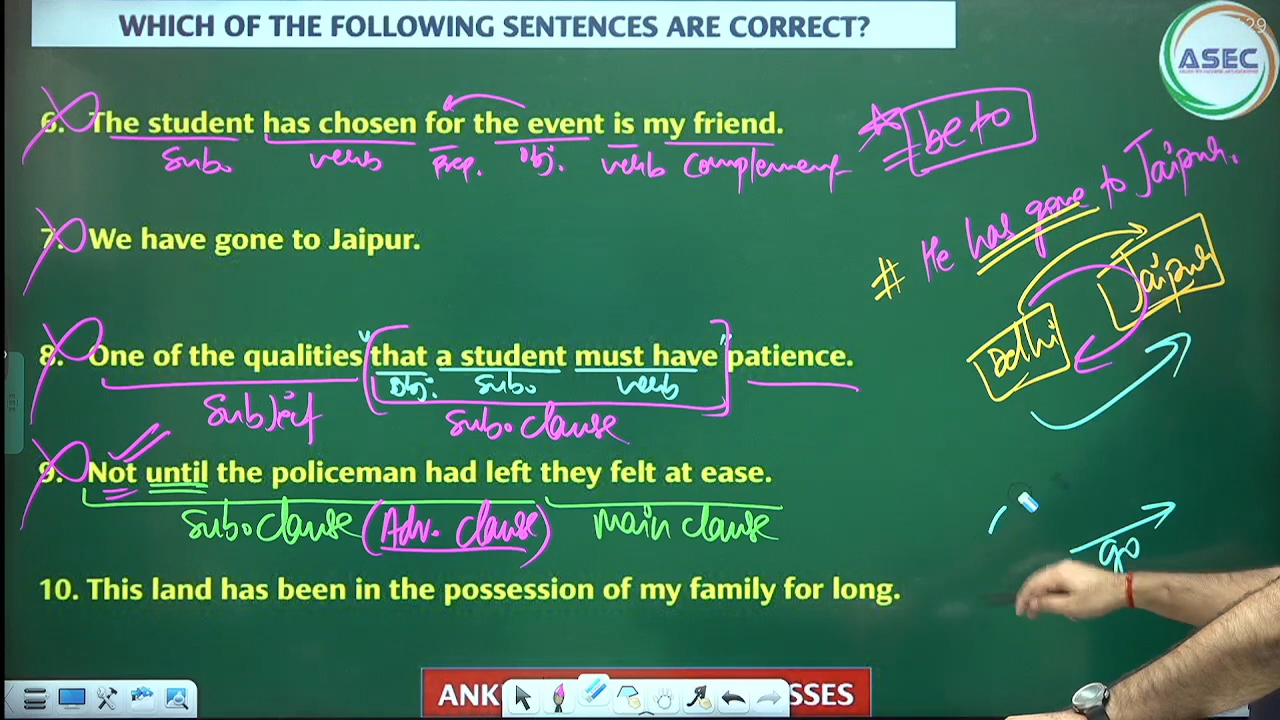 WHICH OF THE FOLLOWING SENTENCES ARE CORRECT?
ASEC
6. The student has chosen for the event is my friend.
Sub. verb Prep. Obj. verb Complement
be to
He has gone to Jaipur.
7. We have gone to Jaipur.
# Delhi Jaipur
8. One of the qualities that a student must have patience.
Obj. Sub. verb
Subject Sub. clause
9. Not until the policeman had left they felt at ease.
Sub. clause (Adv. clause) main clause
go
10. This land has been in the possession of my family for long.
ANK SSES